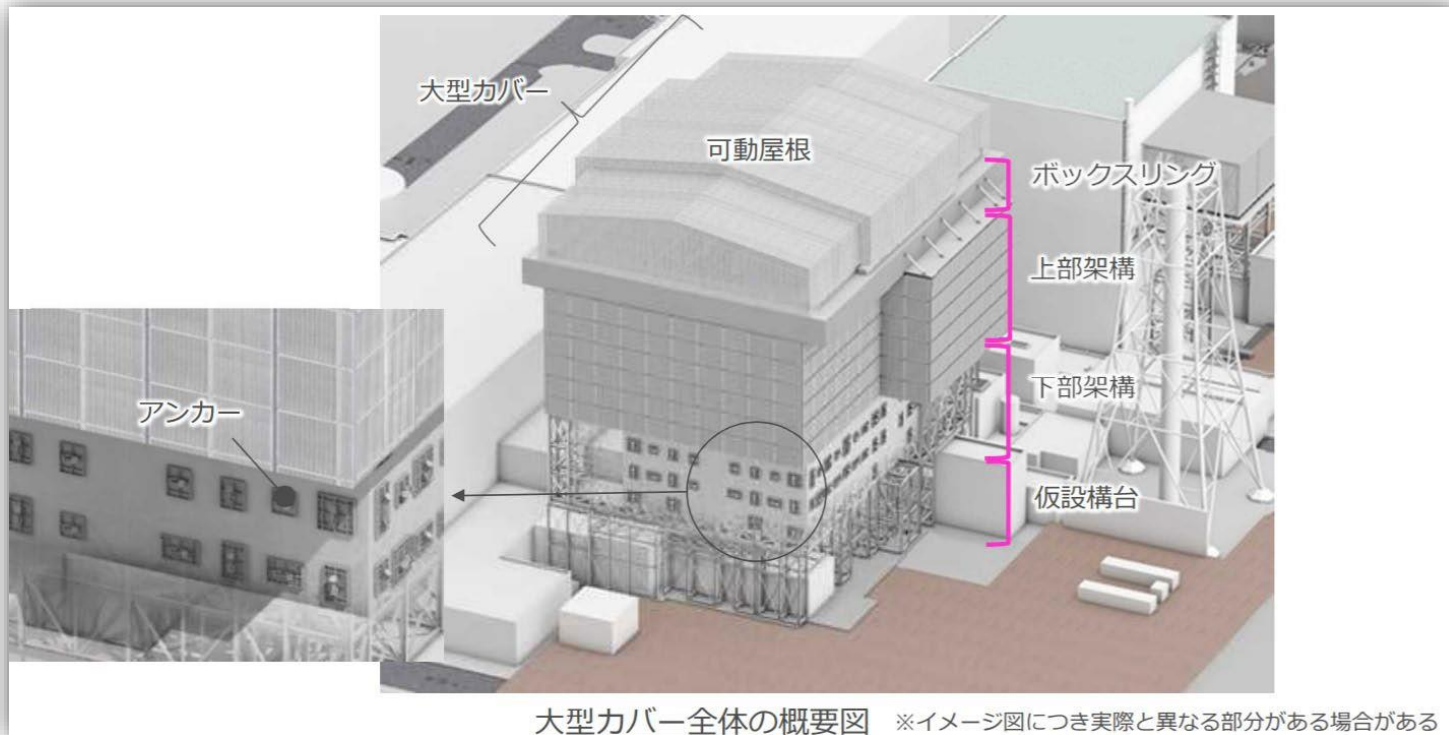 大型カバー
可動屋根
ボックスリング
上部架構
下部架構
仮設構台
アンカー
大型カバー全体の概要図 ※イメージ図につき実際と異なる部分がある場合がある